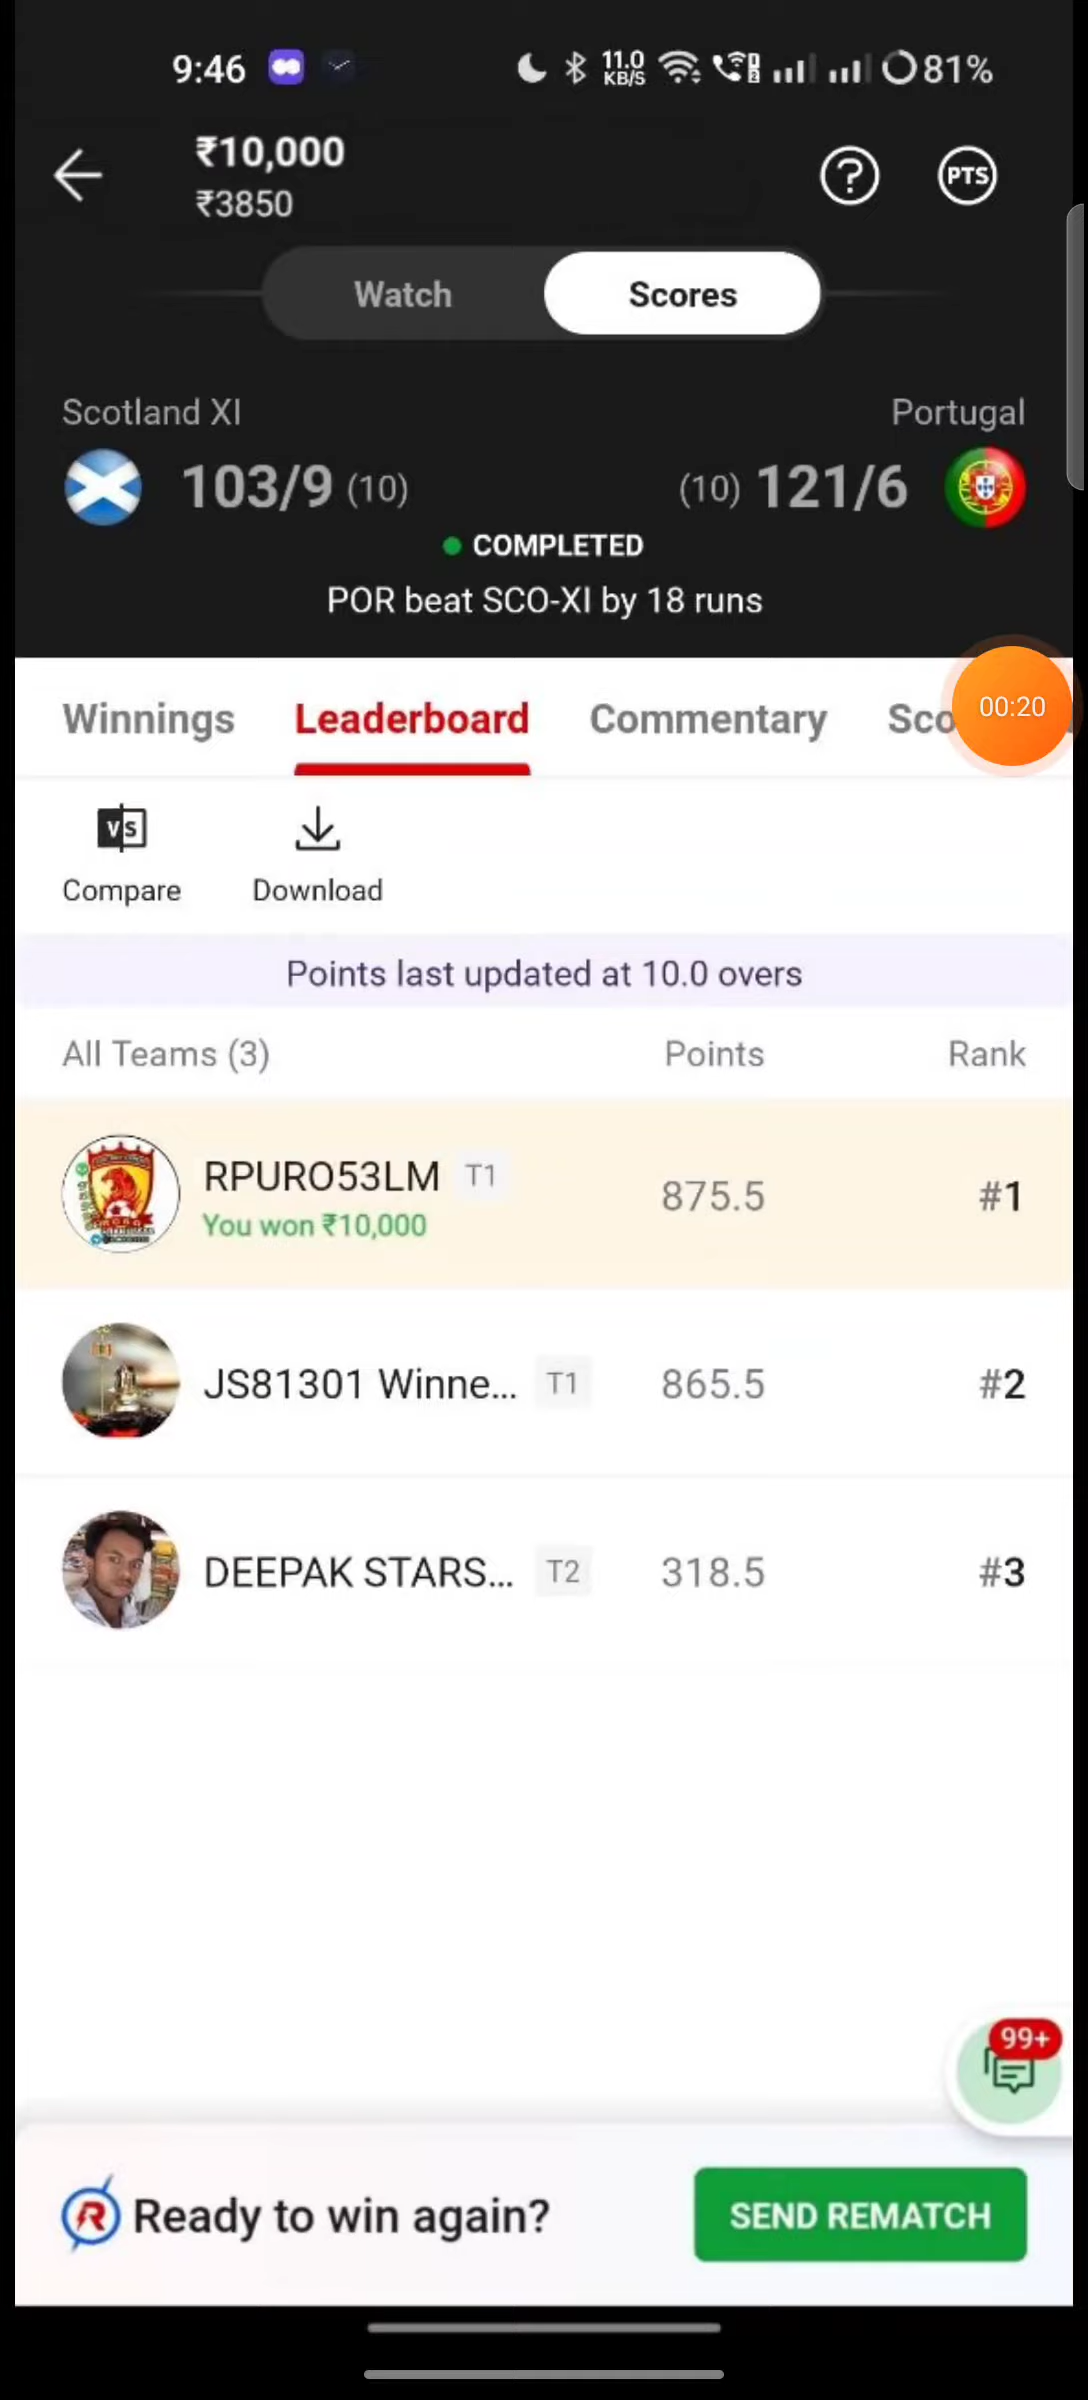 9:46 11.0 KB/S 81%
₹10,000
₹3850
? PTS
Watch Scores
Scotland XI Portugal
103/9 (10) (10) 121/6
COMPLETED
POR beat SCO-XI by 18 runs
Winnings Leaderboard Commentary Sco
00:20
VS
Compare Download
Points last updated at 10.0 overs
All Teams (3) Points Rank
RPURO53LM T1 875.5 #1
You won ₹10,000
JS81301 Winne... T1 865.5 #2
DEEPAK STARS... T2 318.5 #3
99+
R Ready to win again? SEND REMATCH